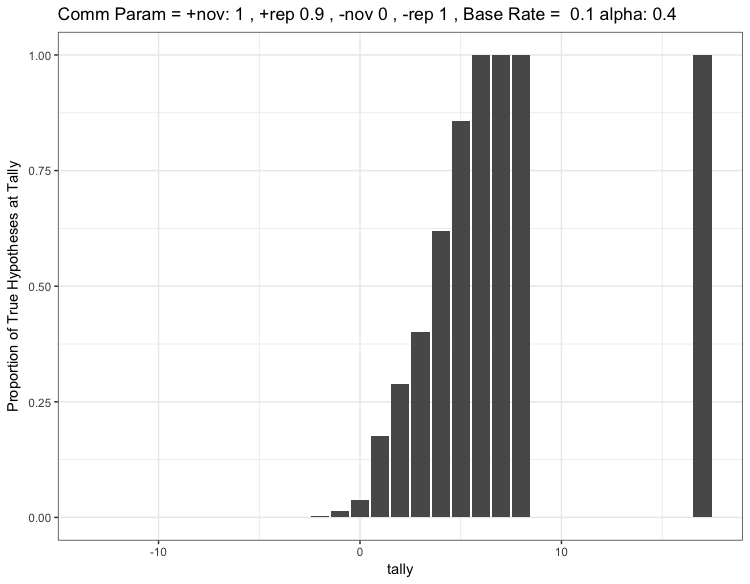 Comm Param = +nov: 1 , +rep 0.9 , -nov 0 , -rep 1 , Base Rate =  0.1 alpha: 0.4
Proportion of True Hypotheses at Tally
1.00
0.75
0.50
0.25
0.00
-10
0
10
tally